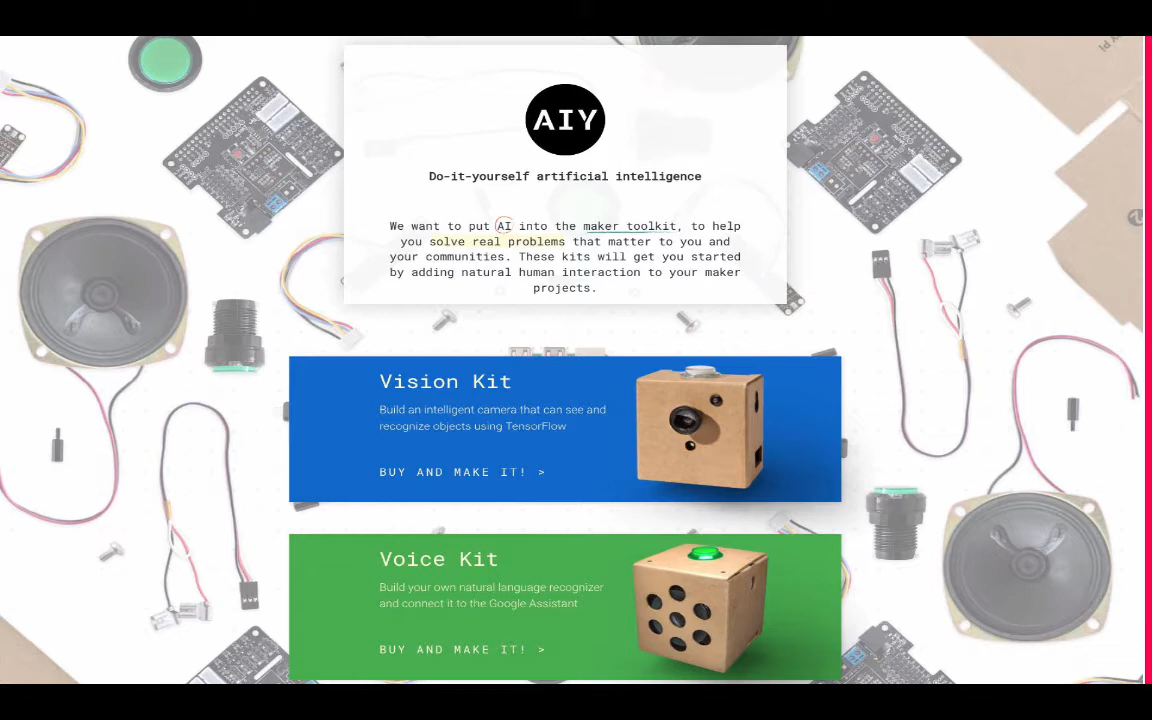 AIY
Do-it-yourself artificial intelligence
We want to put AI into the maker toolkit, to help
you solve real problems that matter to you and
your communities. These kits will get you started
by adding natural human interaction to your maker
projects.
Vision Kit
Build an intelligent camera that can see and
recognize objects using TensorFlow
BUY AND MAKE IT! >
Voice Kit
Build your own natural language recognizer
and connect it to the Google Assistant
BUY AND MAKE IT! >